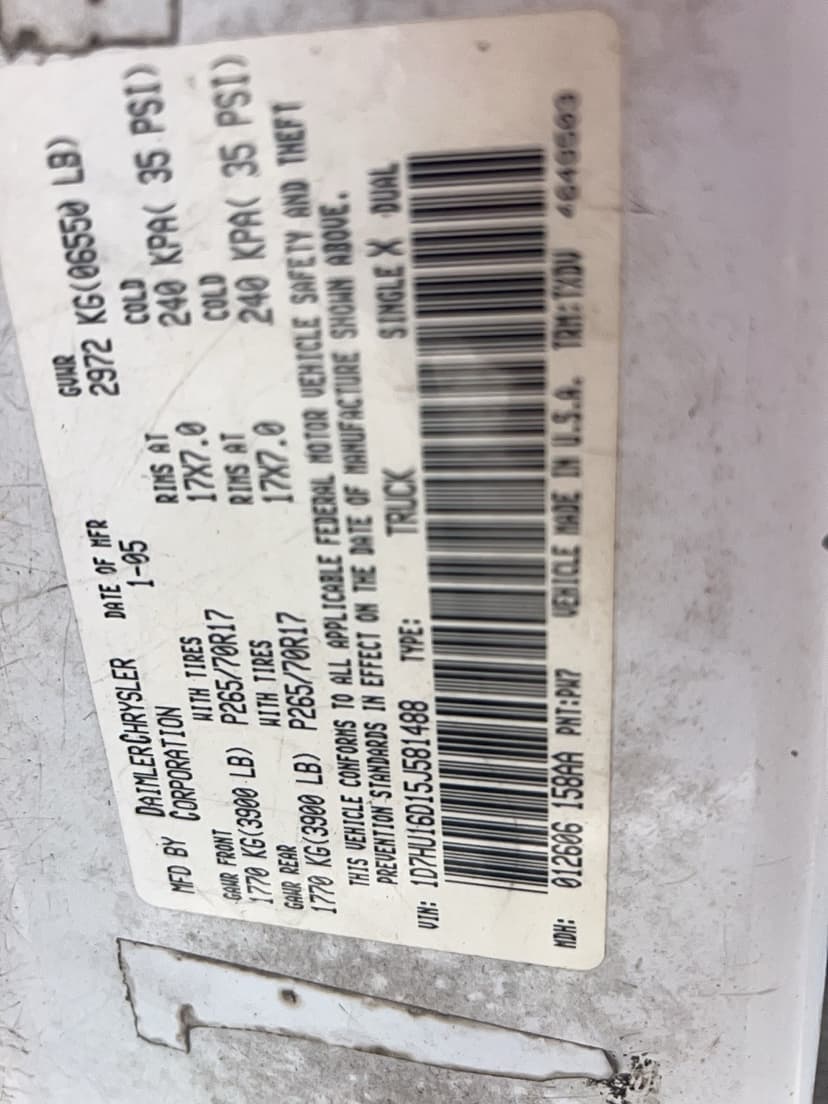 MFD BY DAIMLERCHRYSLER CORPORATION DATE OF MFR 1-05 GVWR 2972 KG(06550 LB)
GAWR FRONT WITH TIRES RIMS AT COLD
1770 KG(3900 LB) P265/70R17 17X7.0 240 KPA( 35 PSI)
GAWR REAR WITH TIRES RIMS AT COLD
1770 KG(3900 LB) P265/70R17 17X7.0 240 KPA( 35 PSI)
THIS VEHICLE CONFORMS TO ALL APPLICABLE FEDERAL MOTOR VEHICLE SAFETY AND THEFT
PREVENTION STANDARDS IN EFFECT ON THE DATE OF MANUFACTURE SHOWN ABOVE.
VIN: 1D7HU16D15J581488 TYPE: TRUCK SINGLE X DUAL
MDH: 012606 158AA PNT:PW7 VEHICLE MADE IN U.S.A. TRM:TXDV